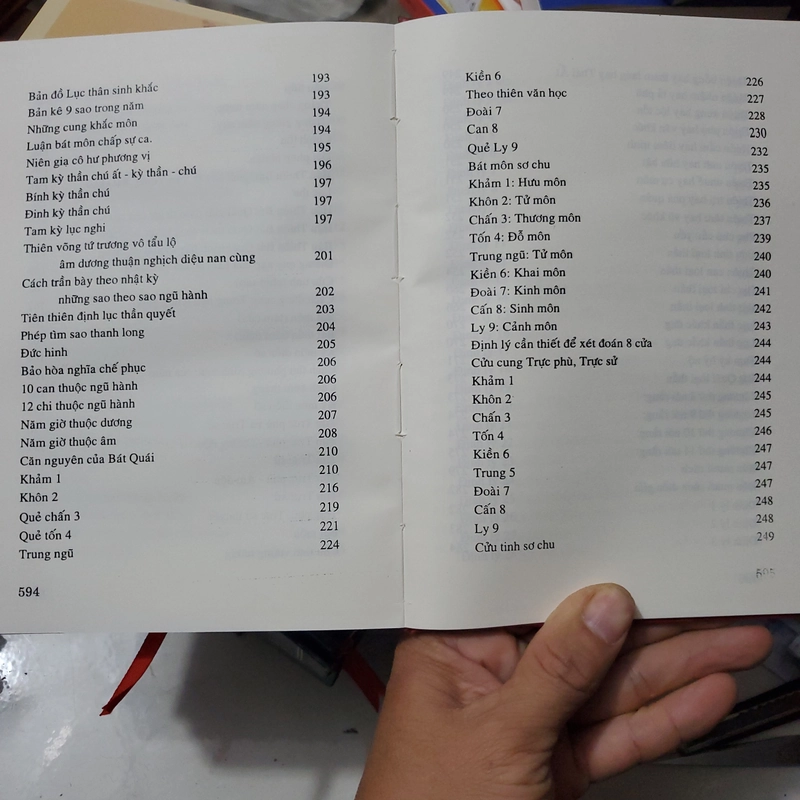 Bản đồ Lục thân sinh khắc 193
Bản kê 9 sao trong năm 193
Những cung khắc môn 194
Luận bát môn chấp sự ca. 194
Niên gia cô hư phương vị 195
Tam kỳ thần chú ất - kỳ thần - chú 196
Bính kỳ thần chú 197
Đinh kỳ thần chú 197
Tam kỳ lục nghi 197
Thiên võng tứ trương vô tẩu lộ
âm dương thuận nghịch diệu nan cùng 201
Cách trần bày theo nhật kỳ
những sao theo sao ngũ hành 202
Tiên thiên định lục thần quyết 203
Phép tìm sao thanh long 204
Đức hinh 205
Bảo hòa nghĩa chế phục 206
10 can thuộc ngũ hành 206
12 chi thuộc ngũ hành 206
Năm giờ thuộc dương 207
Năm giờ thuộc âm 208
Căn nguyên của Bát Quái 210
Khảm 1 210
Khôn 2 216
Quẻ chấn 3 219
Quẻ tốn 4 221
Trung ngũ 224
594
Kiền 6 226
Theo thiên văn học 227
Đoài 7 228
Can 8 230
Quẻ Ly 9 232
Bát môn sơ chu 235
Khảm 1: Hưu môn 235
Khôn 2: Tử môn 236
Chấn 3: Thương môn 237
Tốn 4: Đỗ môn 239
Trung ngũ: Tử môn 240
Kiền 6: Khai môn 240
Đoài 7: Kinh môn 241
Cấn 8: Sinh môn 242
Ly 9: Cảnh môn 243
Định lý cần thiết để xét đoán 8 cửa 244
Cửu cung Trực phù, Trực sử 244
Khảm 1 244
Khôn 2 245
Chấn 3 245
Tốn 4 246
Kiền 6 247
Trung 5 247
Đoài 7 247
Cấn 8 248
Ly 9 248
Cửu tinh sơ chu 249
595